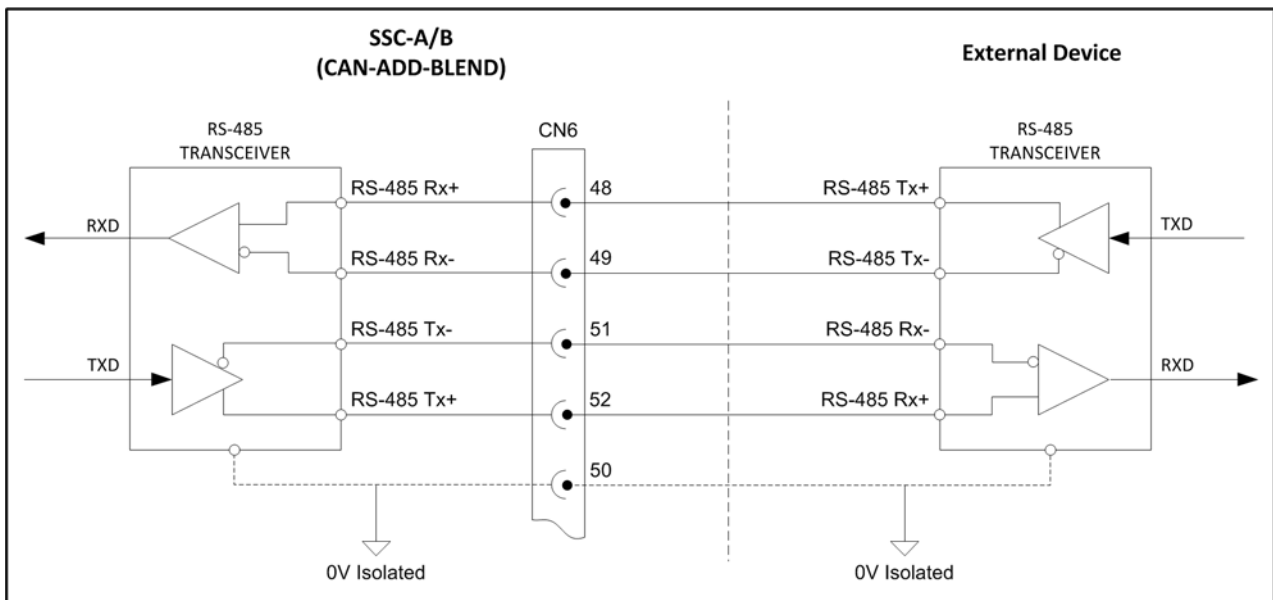 SSC-A/B
(CAN-ADD-BLEND)
External Device
RS-485
TRANSCEIVER
CN6
RS-485
TRANSCEIVER
RS-485 Rx+
48
RS-485 Tx+
RXD
TXD
RS-485 Rx-
49
RS-485 Tx-
RS-485 Tx-
51
RS-485 Rx-
TXD
RXD
RS-485 Tx+
52
RS-485 Rx+
50
0V Isolated
0V Isolated